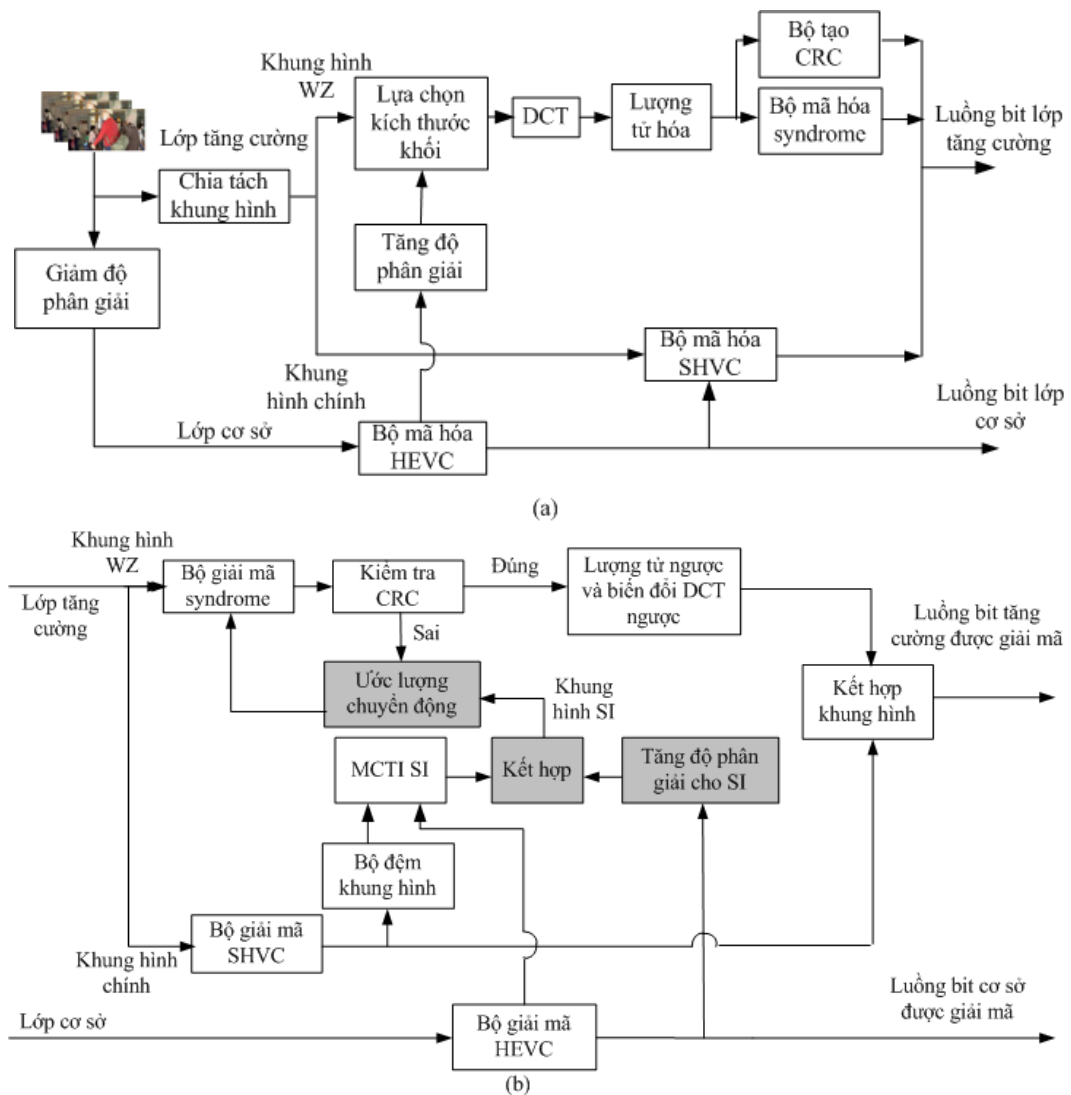 Bộ tạo
CRC
Khung hình
WZ
Lựa chọn
kích thước
khối
DCT
Lượng
tử hóa
Bộ mã hóa
syndrome
Luồng bit lớp
tăng cường
Lớp tăng cường
Chia tách
khung hình
Giảm độ
phân giải
Tăng độ
phân giải
Bộ mã hóa
SHVC
Khung
hình chính
Luồng bit lớp
cơ sở
Lớp cơ sở
Bộ mã hóa
HEVC
(a)
Khung hình
WZ
Lớp tăng
cường
Bộ giải mã
syndrome
Kiểm tra
CRC
Đúng
Sai
Lượng tử ngược
và biến đổi DCT
ngược
Luồng bit tăng
cường được giải mã
Ước lượng
chuyển động
Khung
hình SI
Kết hợp
khung hình
MCTI SI
Kết hợp
Tăng độ phân
giải cho SI
Bộ đệm
khung hình
Bộ giải mã
SHVC
Khung hình
chính
Luồng bit cơ sở
được giải mã
Lớp cơ sở
Bộ giải mã
HEVC
(b)